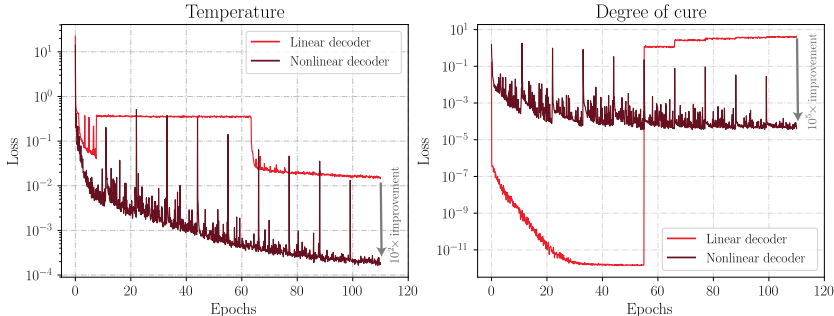 Temperature
Loss
10^1
10^0
10^−1
10^−2
10^−3
10^−4
Linear decoder
Nonlinear decoder
10^2× improvement
0 20 40 60 80 100 120
Epochs
Degree of cure
Loss
10^1
10^−1
10^−3
10^−5
10^−7
10^−9
10^−11
10^5× improvement
Linear decoder
Nonlinear decoder
0 20 40 60 80 100 120
Epochs